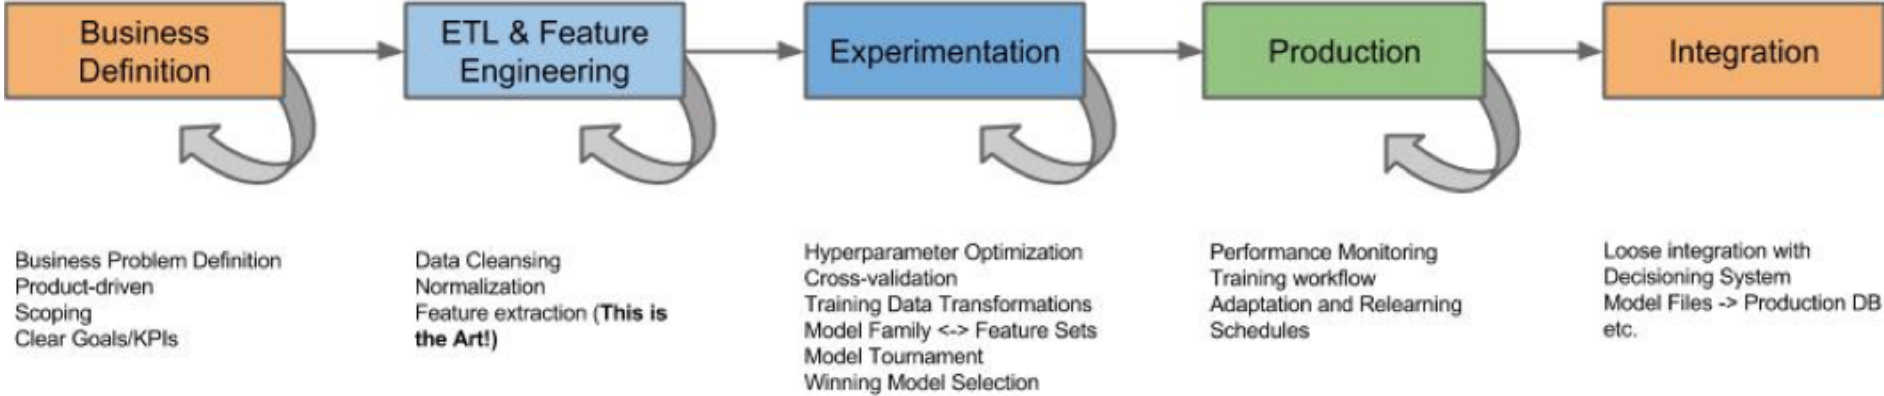 Business
Definition
ETL & Feature
Engineering
Experimentation
Production
Integration
Business Problem Definition
Product-driven
Scoping
Clear Goals/KPIs
Data Cleansing
Normalization
Feature extraction (This is
the Art!)
Hyperparameter Optimization
Cross-validation
Training Data Transformations
Model Family <-> Feature Sets
Model Tournament
Winning Model Selection
Performance Monitoring
Training workflow
Adaptation and Relearning
Schedules
Loose integration with
Decisioning System
Model Files -> Production DB
etc.